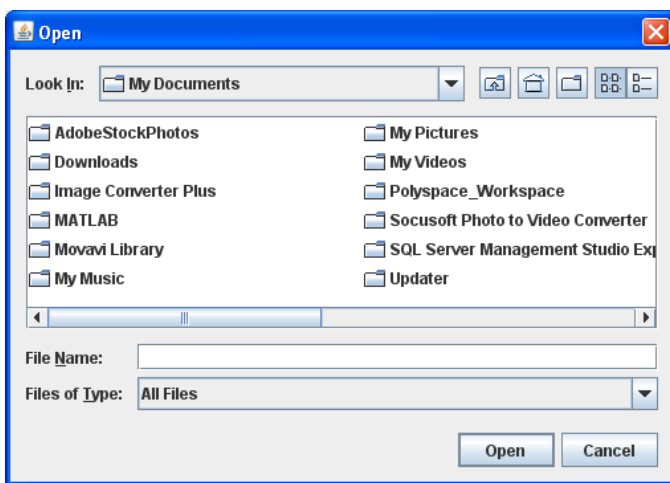 Open
Look In: My Documents
AdobeStockPhotos
Downloads
Image Converter Plus
MATLAB
Movavi Library
My Music
My Pictures
My Videos
Polyspace_Workspace
Socusoft Photo to Video Converter
SQL Server Management Studio Exp
Updater
File Name:
Files of Type: All Files
Open Cancel